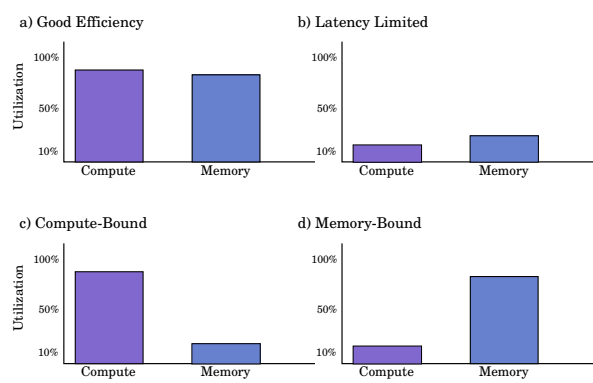 a) Good Efficiency
Utilization
100%
50%
10%
Compute Memory
b) Latency Limited
100%
50%
10%
Compute Memory
c) Compute-Bound
Utilization
100%
50%
10%
Compute Memory
d) Memory-Bound
100%
50%
10%
Compute Memory